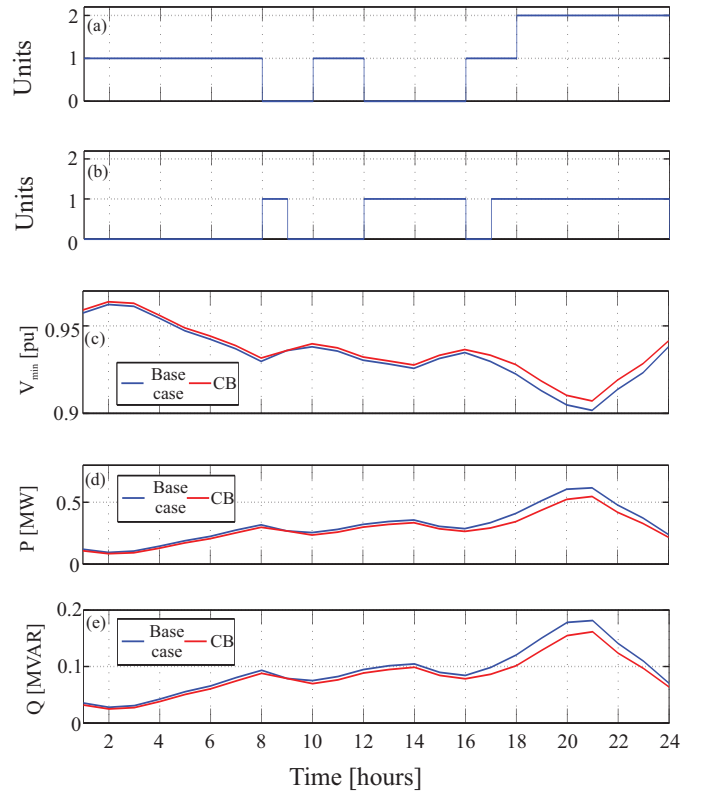 2
(a)
Units
1
0
2
(b)
Units
1
0
0.95
(c)
V_min [pu]
Base case
CB
0.9
(d)
0.5
P [MW]
Base case
CB
0
0.2
(e)
Base case
CB
Q [MVAR]
0.1
0
2 4 6 8 10 12 14 16 18 20 22 24
Time [hours]